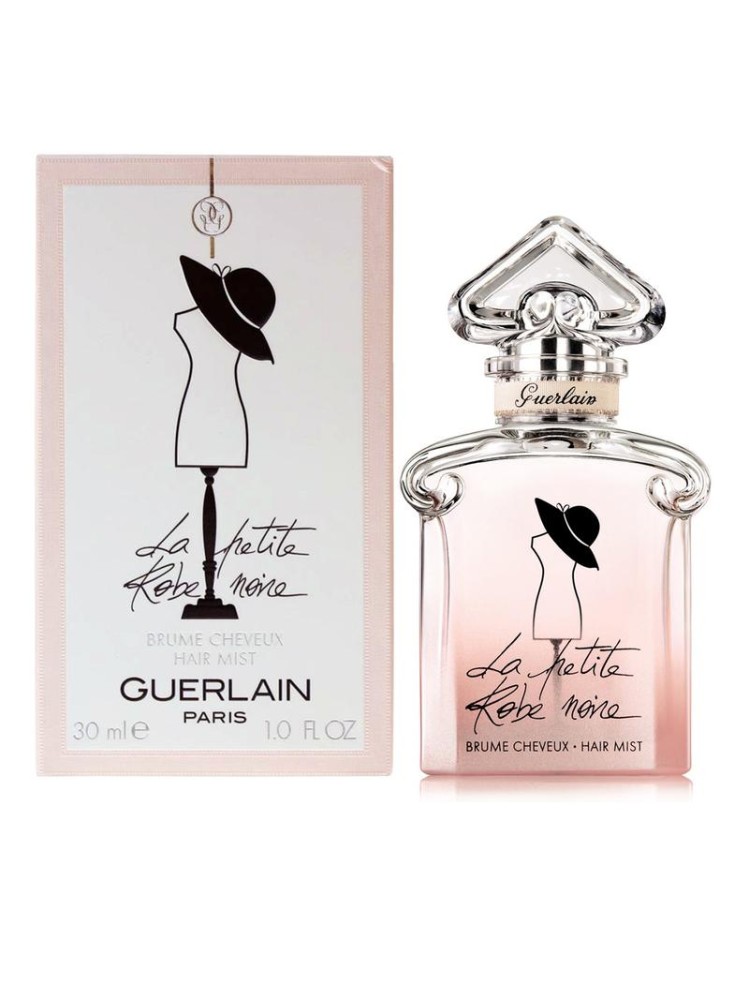 La petite
Robe noire
BRUME CHEVEUX
HAIR MIST
GUERLAIN
PARIS
30 ml e 1.0 FL OZ
Guerlain
La petite
Robe noire
BRUME CHEVEUX • HAIR MIST